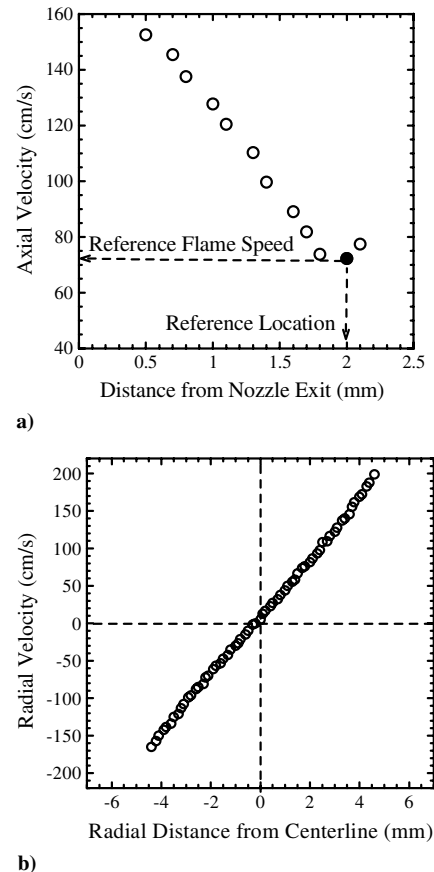 160
140
120
100
80
60
40
Axial Velocity (cm/s)
Reference Flame Speed
Reference Location
0 0.5 1 1.5 2 2.5
Distance from Nozzle Exit (mm)
a)
200
150
100
50
0
-50
-100
-150
-200
Radial Velocity (cm/s)
-6 -4 -2 0 2 4 6
Radial Distance from Centerline (mm)
b)